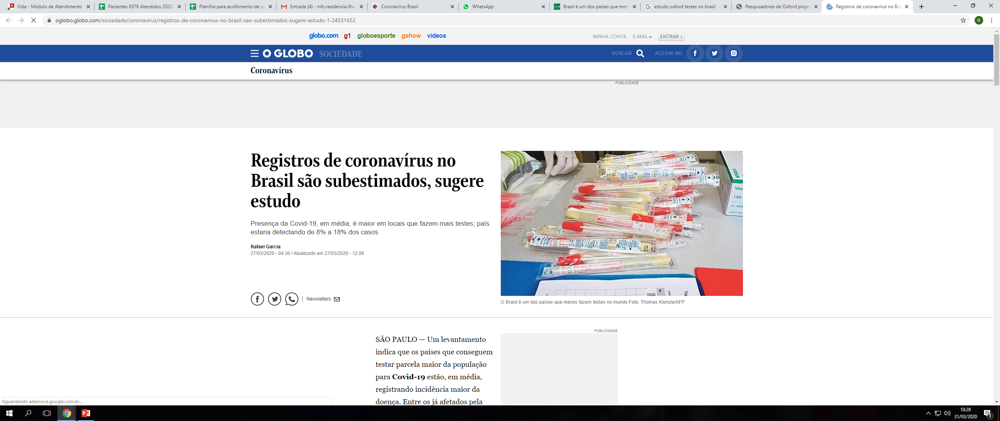 Vida - Módulo de Atendimento
Pacientes E078 Atendidos 2020.
Planilha para acolhimento de sin
Entrada (4) - mfc.residencia.ilha
Coronavírus Brasil
WhatsApp
Brasil é um dos países que men
estudo oxford testes no brasil -
Pesquisadores de Oxford projet
Registros de coronavírus no Bra
oglobo.globo.com/sociedade/coronavirus/registros-de-coronavirus-no-brasil-sao-subestimados-sugere-estudo-1-24331652
R
globo.com g1 globoesporte gshow vídeos
MINHA CONTA E-MAIL ENTRAR
O GLOBO SOCIEDADE
BUSCAR ACESSE NO
Coronavírus
PUBLICIDADE
Registros de coronavírus no
Brasil são subestimados, sugere
estudo
Presença da Covid-19, em média, é maior em locais que fazem mais testes; país
estaria detectando de 8% a 18% dos casos
Rafael Garcia
27/03/2020 - 04:30 / Atualizado em 27/03/2020 - 12:08
Newsletters
150
O Brasil é um dos países que menos fazem testes no mundo Foto: Thomas Kienzle/AFP
PUBLICIDADE
SÃO PAULO — Um levantamento
indica que os países que conseguem
testar parcela maior da população
para Covid-19 estão, em média,
registrando incidência maior da
doença. Entre os já afetados pela
Aguardando adservice.google.com.br...
10:28
31/03/2020
1